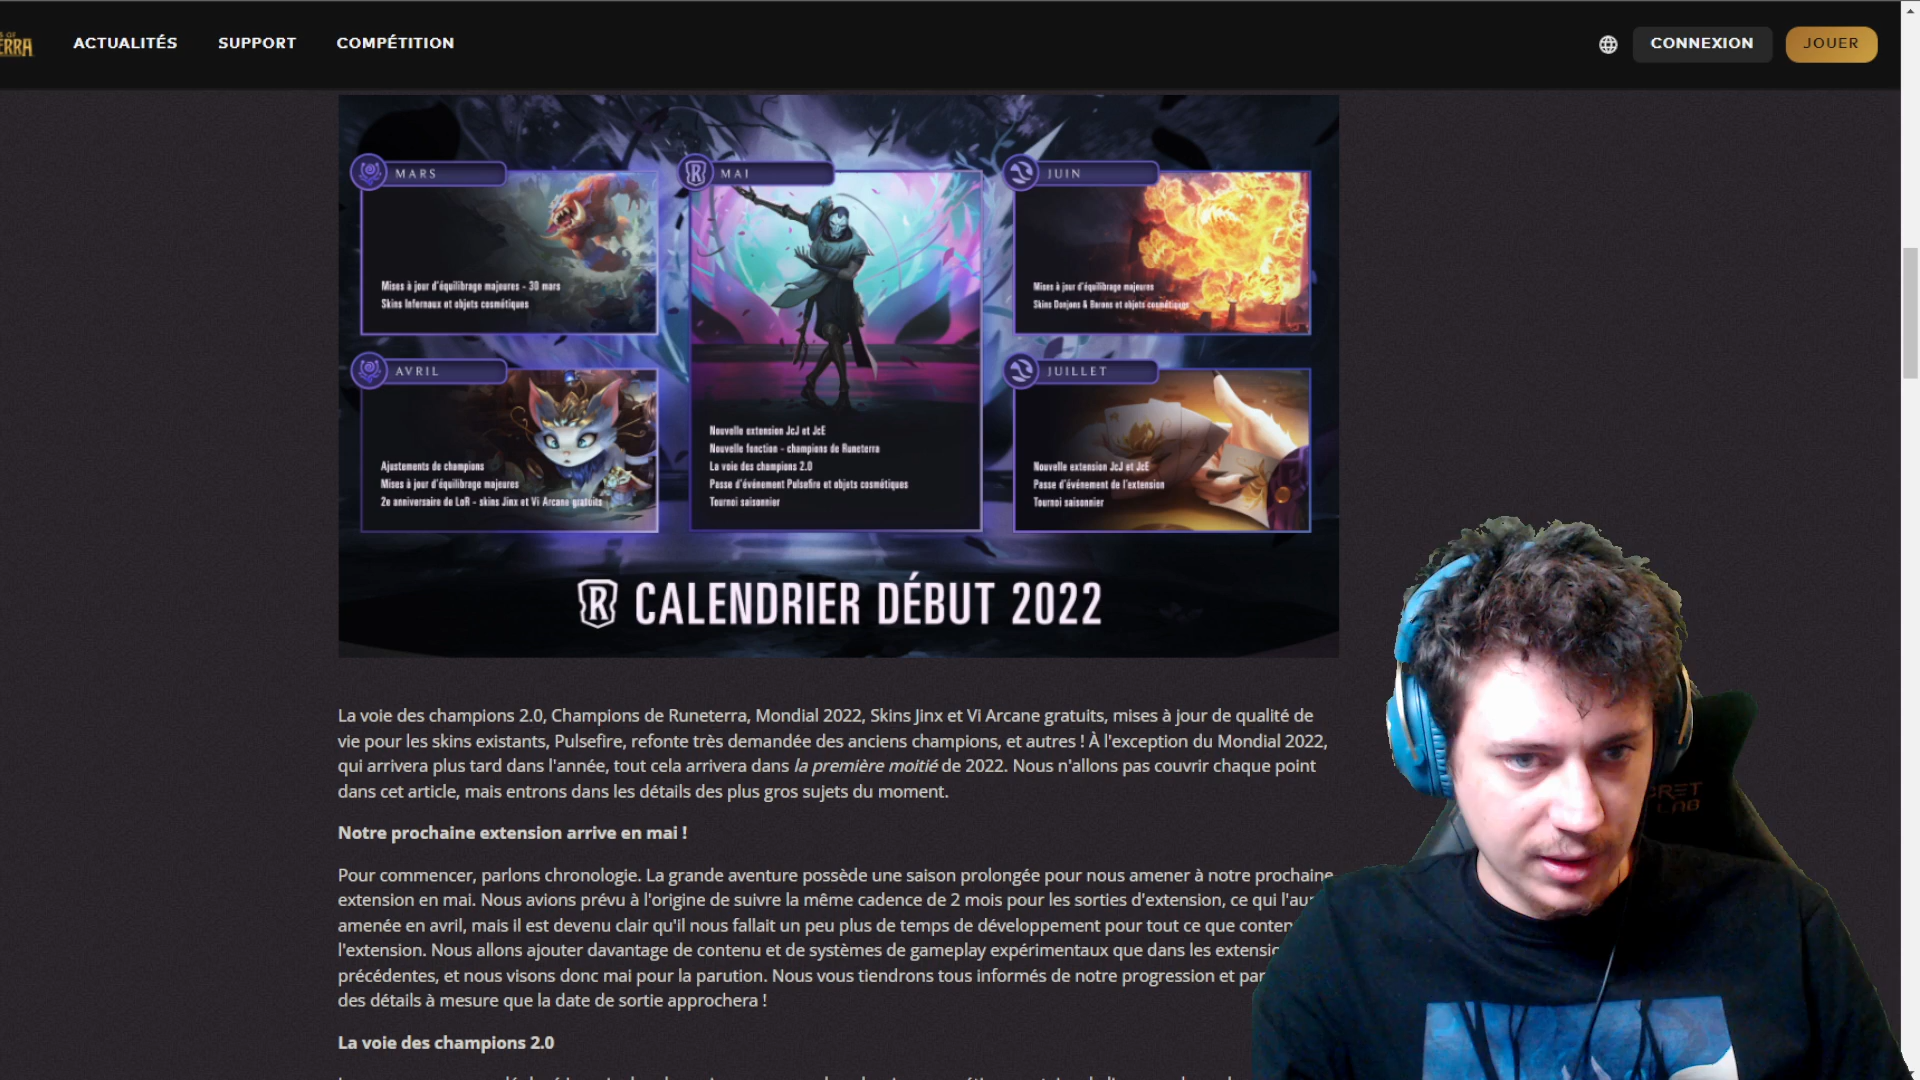 ERRA
ACTUALITÉS
SUPPORT
COMPÉTITION
CONNEXION
JOUER
MARS
Mises à jour d'équilibrage majeures - 30 mars
Skins Infernaux et objets cosmétiques
AVRIL
Ajustements de champions
Mises à jour d'équilibrage majeures
2e anniversaire de LoR - skins Jinx et Vi Arcane gratuits
MAI
Nouvelle extension JcJ et JcE
Nouvelle fonction - champions de Runeterra
La voie des champions 2.0
Passe d'événement Pulsefire et objets cosmétiques
Tournoi saisonnier
JUIN
Mises à jour d'équilibrage majeures
Skins Donjons & Barons et objets cosmétiques
JUILLET
Nouvelle extension JcJ et JcE
Passe d'événement de l'extension
Tournoi saisonnier
R CALENDRIER DÉBUT 2022
La voie des champions 2.0, Champions de Runeterra, Mondial 2022, Skins Jinx et Vi Arcane gratuits, mises à jour de qualité de
vie pour les skins existants, Pulsefire, refonte très demandée des anciens champions, et autres ! À l'exception du Mondial 2022,
qui arrivera plus tard dans l'année, tout cela arrivera dans la première moitié de 2022. Nous n'allons pas couvrir chaque point
dans cet article, mais entrons dans les détails des plus gros sujets du moment.
Notre prochaine extension arrive en mai !
Pour commencer, parlons chronologie. La grande aventure possède une saison prolongée pour nous amener à notre prochaine
extension en mai. Nous avions prévu à l'origine de suivre la même cadence de 2 mois pour les sorties d'extension, ce qui l'au
amenée en avril, mais il est devenu clair qu'il nous fallait un peu plus de temps de développement pour tout ce que conten
l'extension. Nous allons ajouter davantage de contenu et de systèmes de gameplay expérimentaux que dans les extensio
précédentes, et nous visons donc mai pour la parution. Nous vous tiendrons tous informés de notre progression et par
des détails à mesure que la date de sortie approchera !
La voie des champions 2.0
CRET
LAB